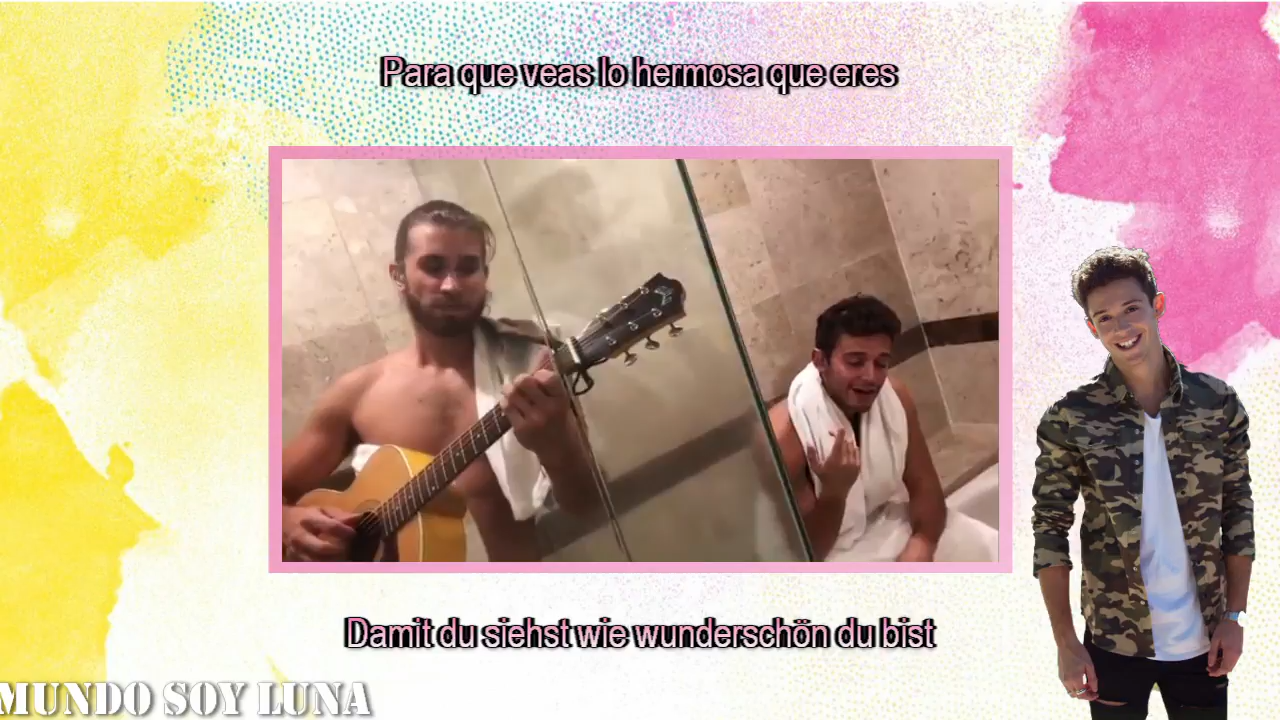 Para que veas lo hermosa que eres
Damit du siehst wie wunderschön du bist
MUNDO SOY LUNA